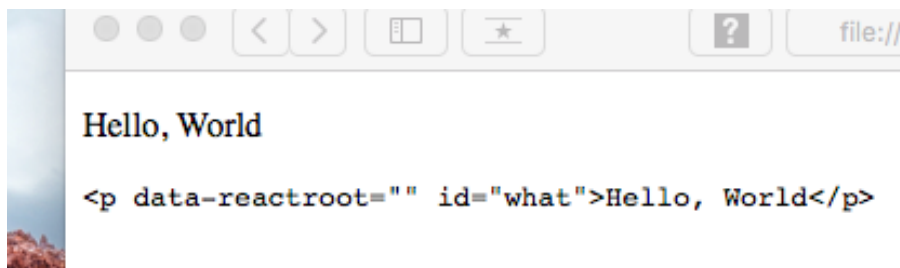 ?
file://
Hello, World
<p data-reactroot="" id="what">Hello, World</p>